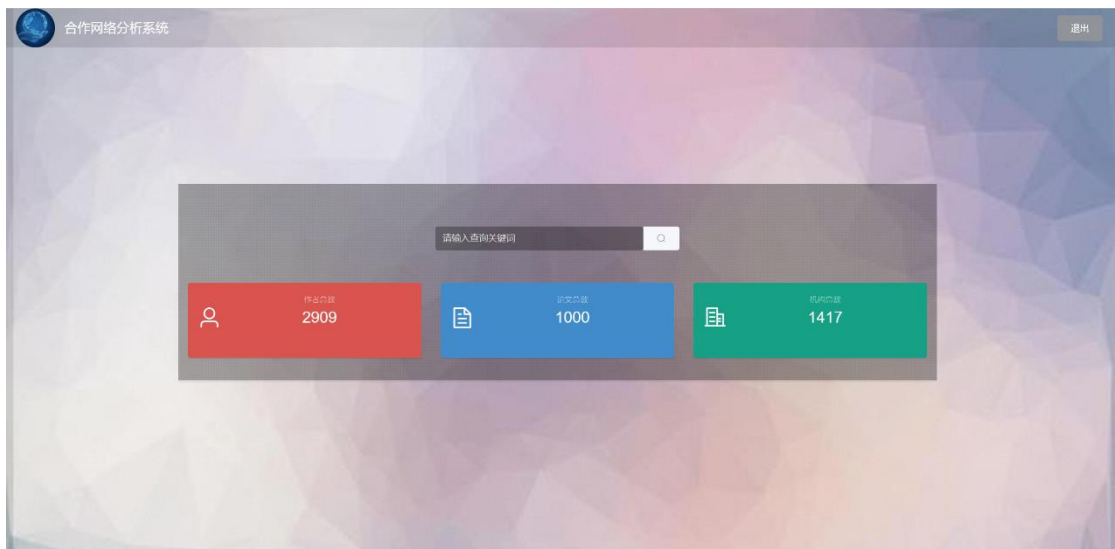 合作网络分析系统
退出
请输入查询关键词
作者总数
2909
论文总数
1000
机构总数
1417